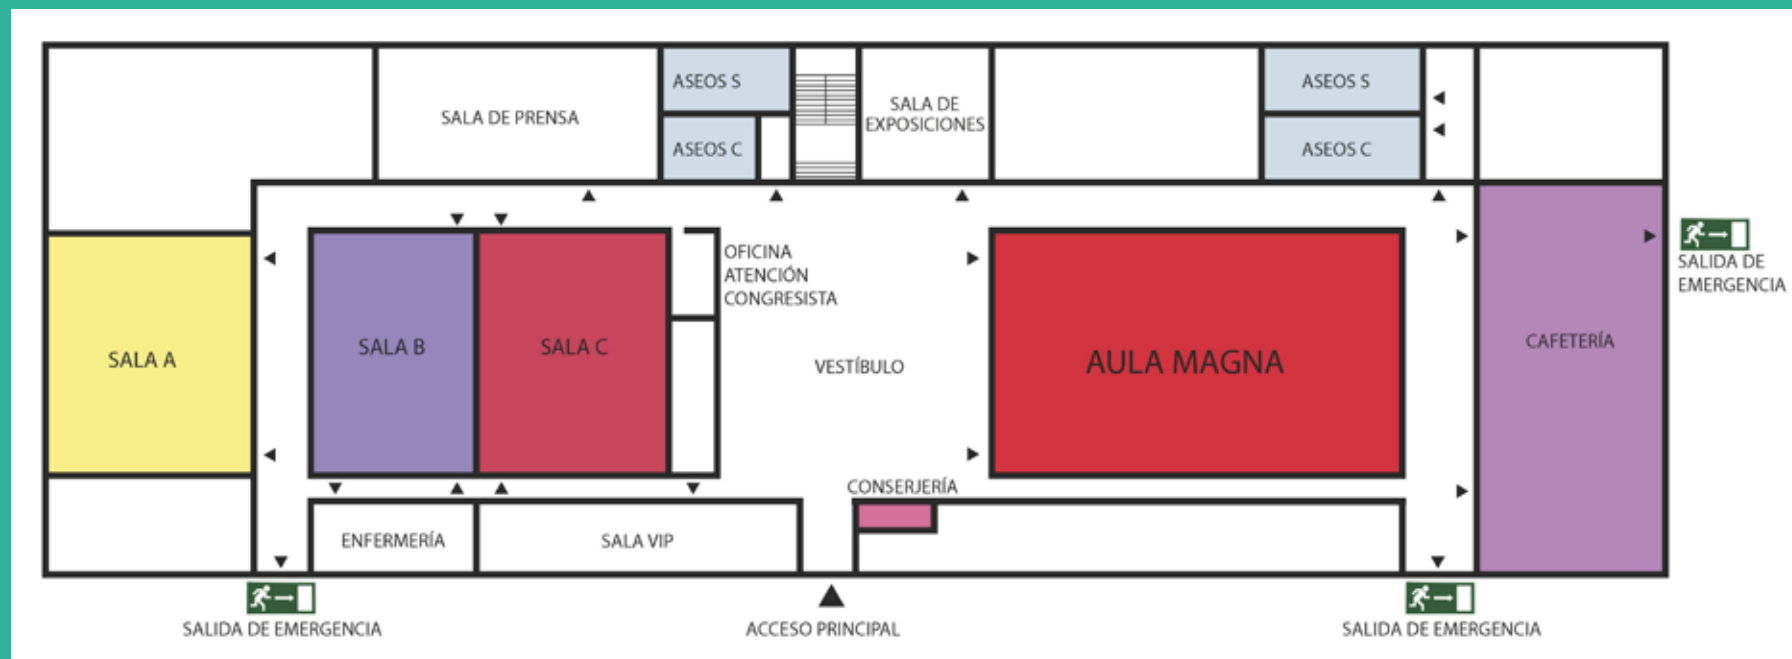 ASEOS S
ASEOS S
SALA DE PRENSA
SALA DE
EXPOSICIONES
ASEOS C
ASEOS C
OFICINA
ATENCIÓN
CONGRESISTA
SALIDA DE
EMERGENCIA
SALA A
SALA B
SALA C
VESTÍBULO
AULA MAGNA
CAFETERÍA
CONSERJERÍA
ENFERMERÍA
SALA VIP
SALIDA DE EMERGENCIA
ACCESO PRINCIPAL
SALIDA DE EMERGENCIA